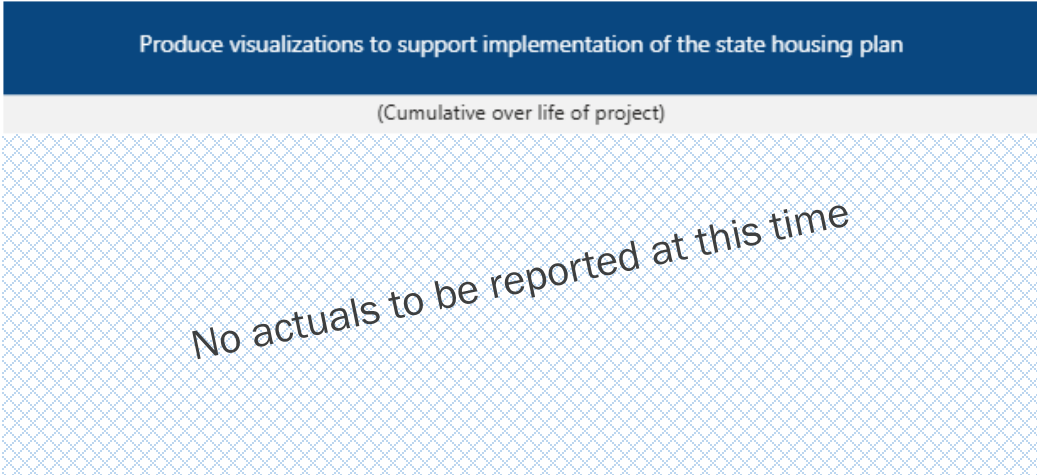 Produce visualizations to support implementation of the state housing plan
(Cumulative over life of project)
No actuals to be reported at this time